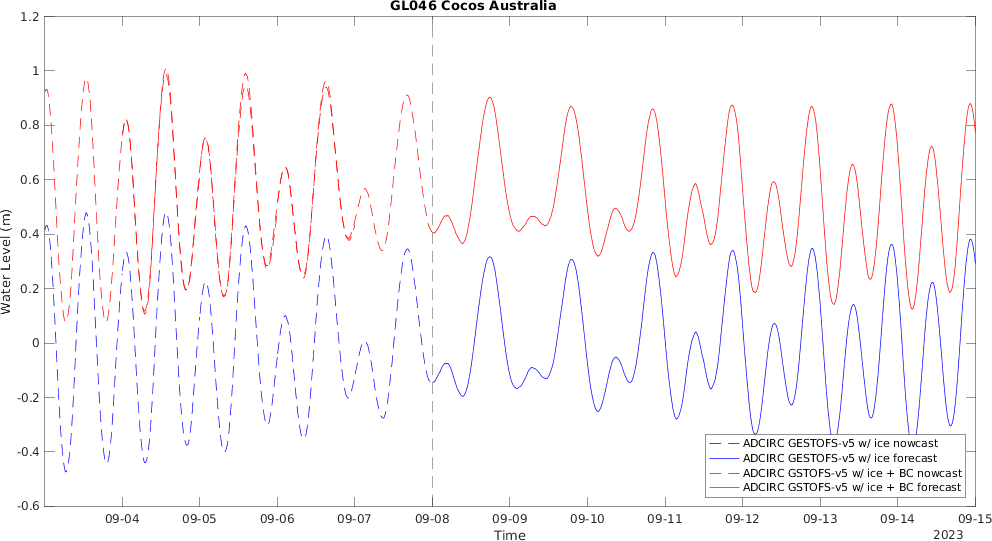 GL046 Cocos Australia
1.2
1
0.8
0.6
0.4
0.2
0
-0.2
-0.4
-0.6
Water Level (m)
ADCIRC GESTOFS-v5 w/ ice nowcast
ADCIRC GESTOFS-v5 w/ ice forecast
ADCIRC GSTOFS-v5 w/ ice + BC nowcast
ADCIRC GSTOFS-v5 w/ ice + BC forecast
09-04 09-05 09-06 09-07 09-08 09-09 09-10 09-11 09-12 09-13 09-14 09-15
Time
2023